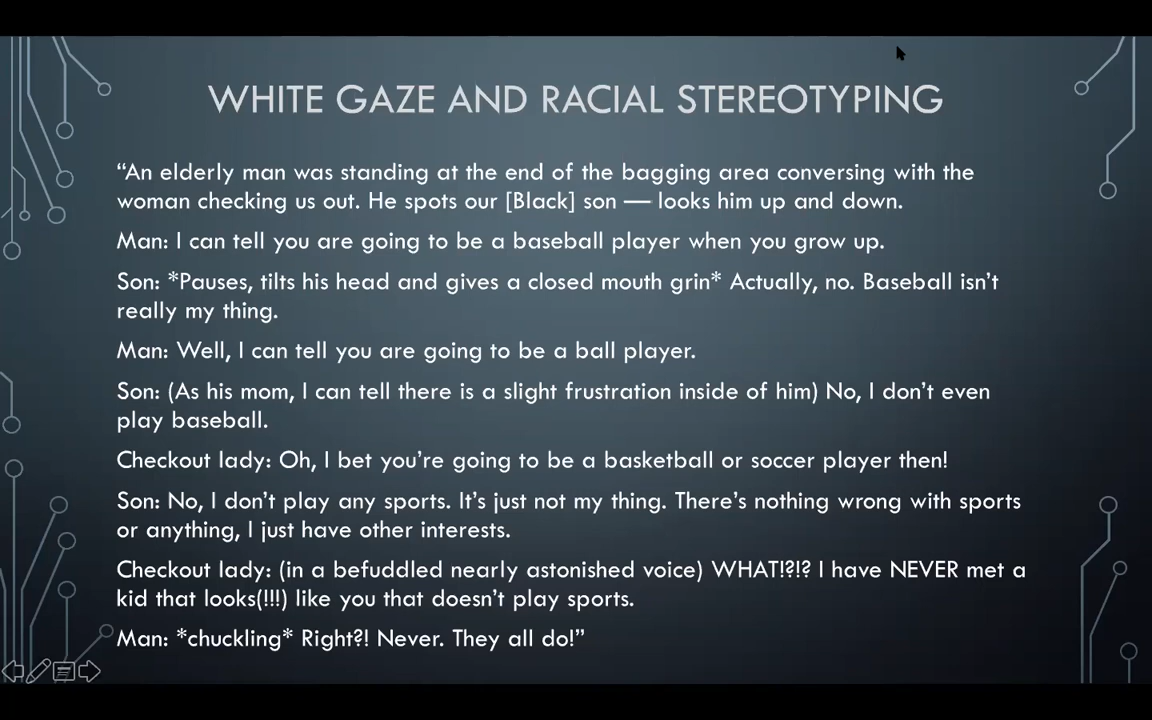 WHITE GAZE AND RACIAL STEREOTYPING
“An elderly man was standing at the end of the bagging area conversing with the
woman checking us out. He spots our [Black] son — looks him up and down.
Man: I can tell you are going to be a baseball player when you grow up.
Son: *Pauses, tilts his head and gives a closed mouth grin* Actually, no. Baseball isn’t
really my thing.
Man: Well, I can tell you are going to be a ball player.
Son: (As his mom, I can tell there is a slight frustration inside of him) No, I don’t even
play baseball.
Checkout lady: Oh, I bet you’re going to be a basketball or soccer player then!
Son: No, I don’t play any sports. It’s just not my thing. There’s nothing wrong with sports
or anything, I just have other interests.
Checkout lady: (in a befuddled nearly astonished voice) WHAT!?!? I have NEVER met a
kid that looks(!!!) like you that doesn’t play sports.
Man: *chuckling* Right?! Never. They all do!”